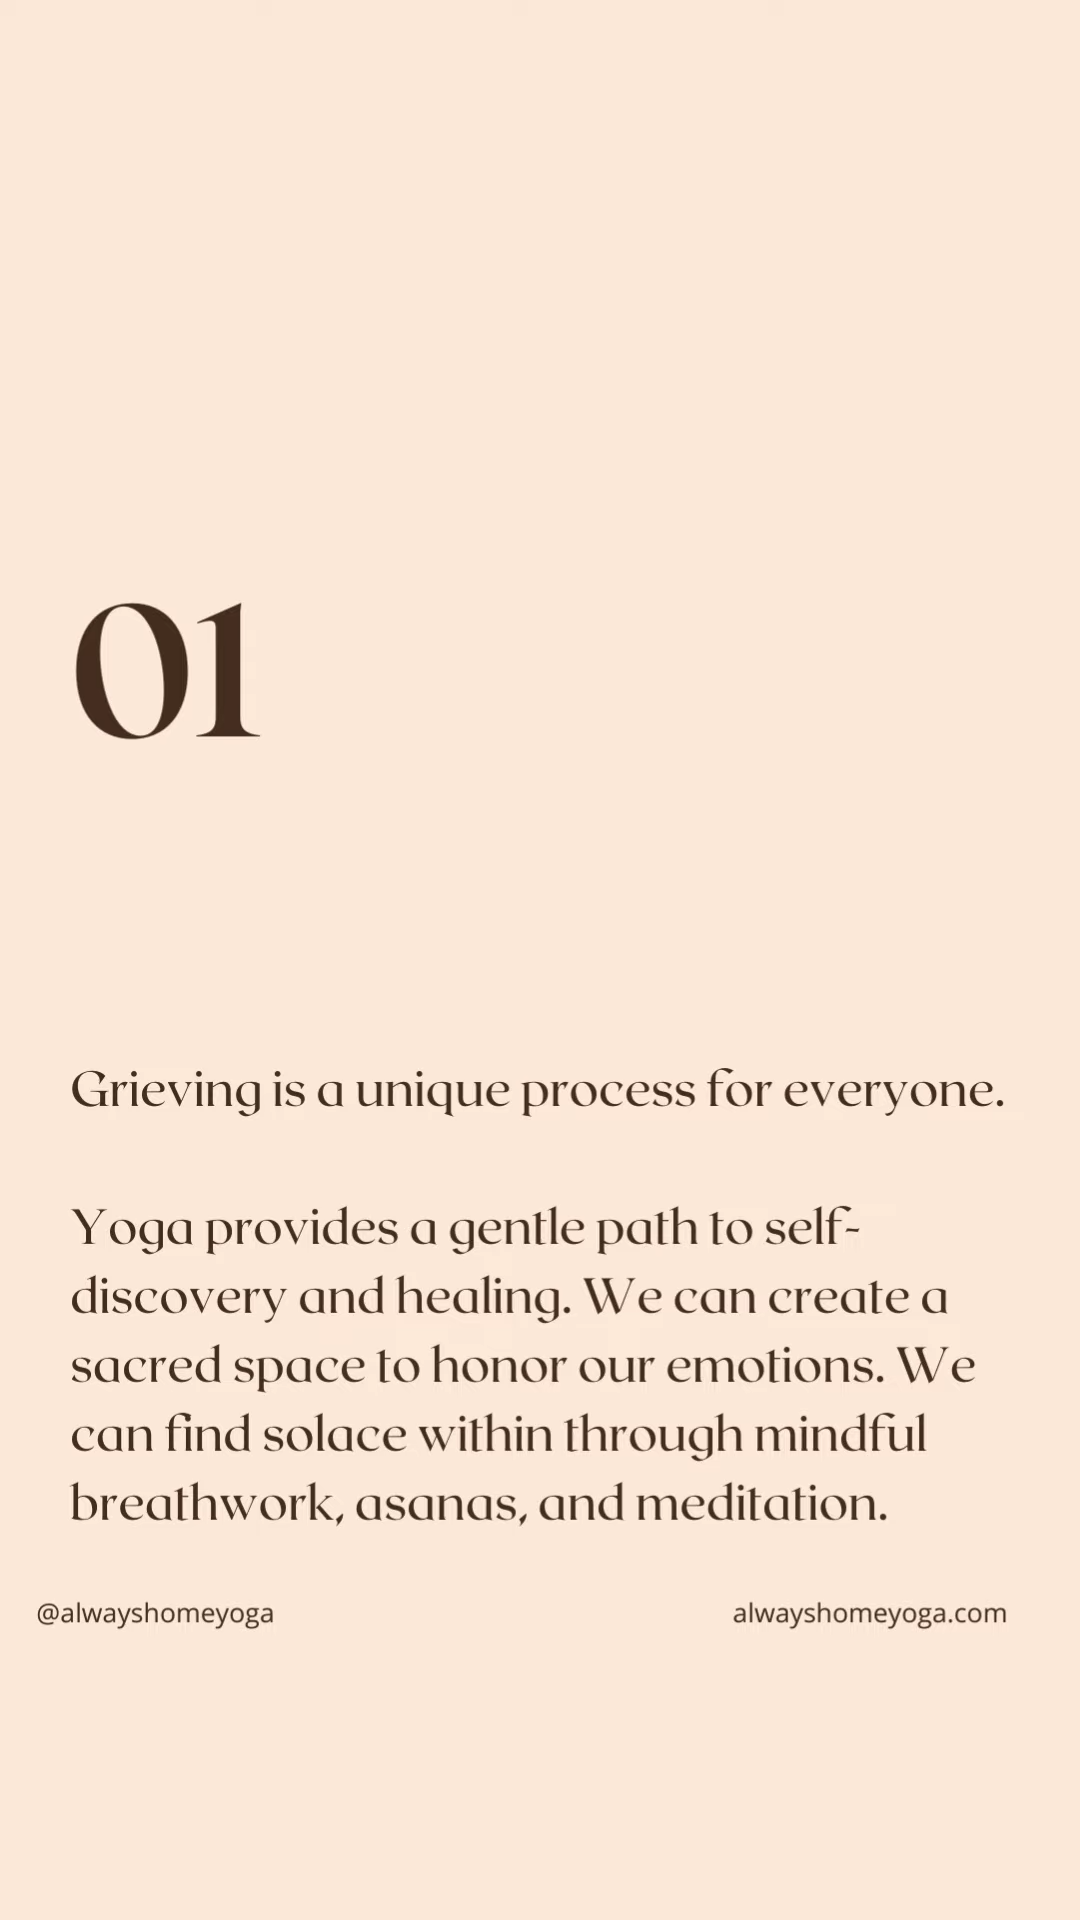 01
Grieving is a unique process for everyone.
Yoga provides a gentle path to self-
discovery and healing. We can create a
sacred space to honor our emotions. We
can find solace within through mindful
breathwork, asanas, and meditation.
@alwayshomeyoga
alwayshomeyoga.com